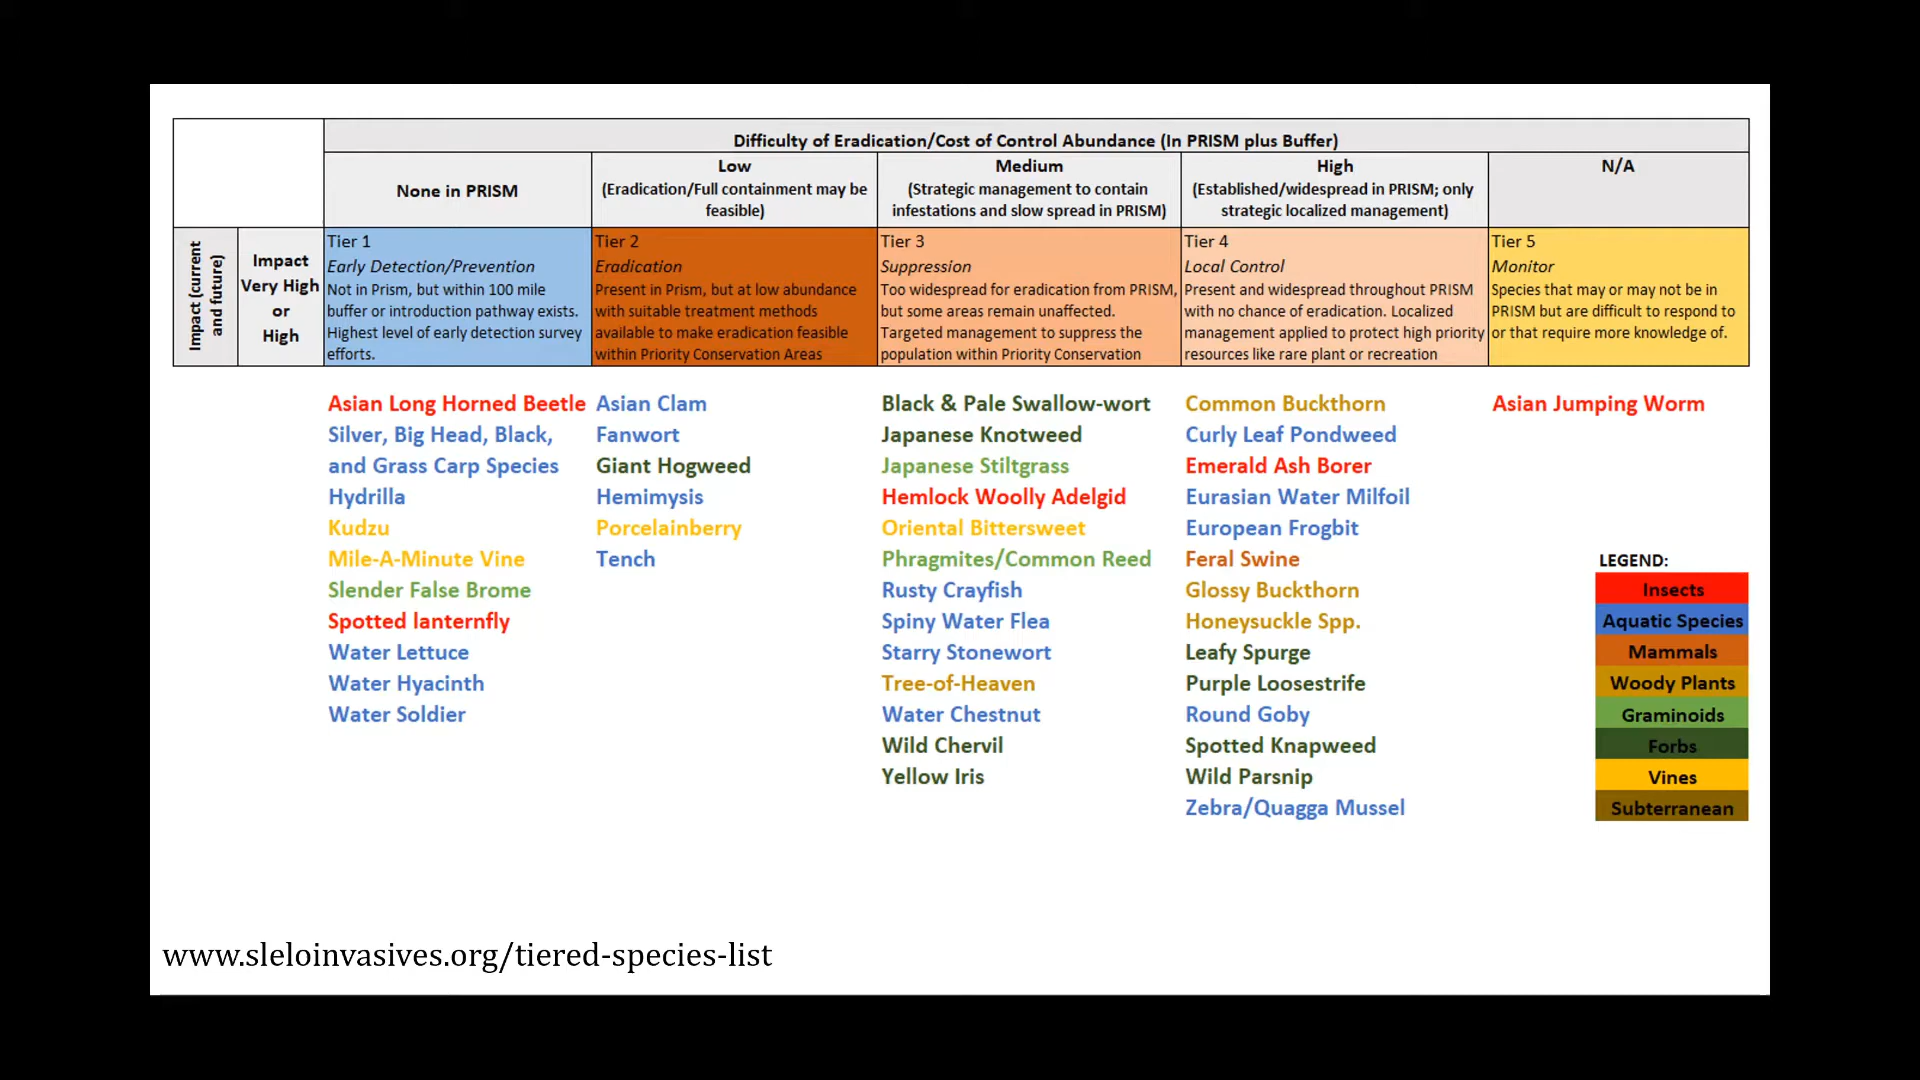 Difficulty of Eradication/Cost of Control Abundance (In PRISM plus Buffer)
None in PRISM
Low
(Eradication/Full containment may be
feasible)
Medium
(Strategic management to contain
infestations and slow spread in PRISM)
High
(Established/widespread in PRISM; only
strategic localized management)
N/A
Impact (current
and future)
Impact
Very High
or
High
Tier 1
Early Detection/Prevention
Not in Prism, but within 100 mile
buffer or introduction pathway exists.
Highest level of early detection survey
efforts.
Tier 2
Eradication
Present in Prism, but at low abundance
with suitable treatment methods
available to make eradication feasible
within Priority Conservation Areas
Tier 3
Suppression
Too widespread for eradication from PRISM,
but some areas remain unaffected.
Targeted management to suppress the
population within Priority Conservation
Tier 4
Local Control
Present and widespread throughout PRISM
with no chance of eradication. Localized
management applied to protect high priority
resources like rare plant or recreation
Tier 5
Monitor
Species that may or may not be in
PRISM but are difficult to respond to
or that require more knowledge of.
Asian Long Horned Beetle
Silver, Big Head, Black,
and Grass Carp Species
Hydrilla
Kudzu
Mile-A-Minute Vine
Slender False Brome
Spotted lanternfly
Water Lettuce
Water Hyacinth
Water Soldier
Asian Clam
Fanwort
Giant Hogweed
Hemimysis
Porcelainberry
Tench
Black & Pale Swallow-wort
Japanese Knotweed
Japanese Stiltgrass
Hemlock Woolly Adelgid
Oriental Bittersweet
Phragmites/Common Reed
Rusty Crayfish
Spiny Water Flea
Starry Stonewort
Tree-of-Heaven
Water Chestnut
Wild Chervil
Yellow Iris
Common Buckthorn
Curly Leaf Pondweed
Emerald Ash Borer
Eurasian Water Milfoil
European Frogbit
Feral Swine
Glossy Buckthorn
Honeysuckle Spp.
Leafy Spurge
Purple Loosestrife
Round Goby
Spotted Knapweed
Wild Parsnip
Zebra/Quagga Mussel
Asian Jumping Worm
LEGEND:
Insects
Aquatic Species
Mammals
Woody Plants
Graminoids
Forbs
Vines
Subterranean
www.sleloinvasives.org/tiered-species-list